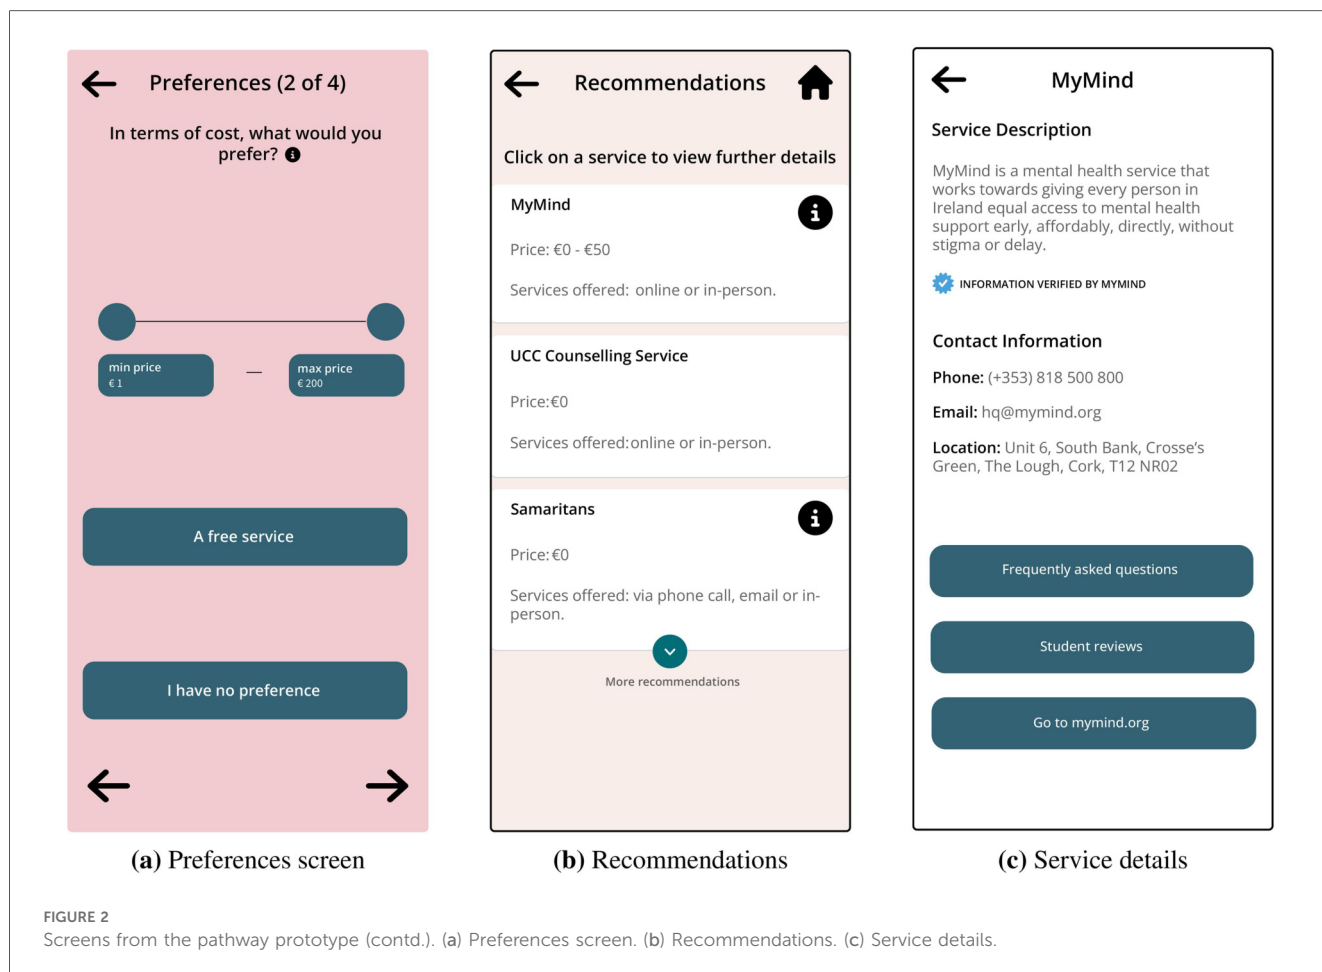 Preferences (2 of 4)
In terms of cost, what would you
prefer?
min price
€ 1
—
max price
€ 200
A free service
I have no preference
(a) Preferences screen
Recommendations
Click on a service to view further details
MyMind
Price: €0 - €50
Services offered: online or in-person.
UCC Counselling Service
Price:€0
Services offered:online or in-person.
Samaritans
Price:€0
Services offered: via phone call, email or in-
person.
More recommendations
(b) Recommendations
MyMind
Service Description
MyMind is a mental health service that
works towards giving every person in
Ireland equal access to mental health
support early, affordably, directly, without
stigma or delay.
INFORMATION VERIFIED BY MYMIND
Contact Information
Phone: (+353) 818 500 800
Email: hq@mymind.org
Location: Unit 6, South Bank, Crosse’s
Green, The Lough, Cork, T12 NR02
Frequently asked questions
Student reviews
Go to mymind.org
(c) Service details
FIGURE 2
Screens from the pathway prototype (contd.). (a) Preferences screen. (b) Recommendations. (c) Service details.